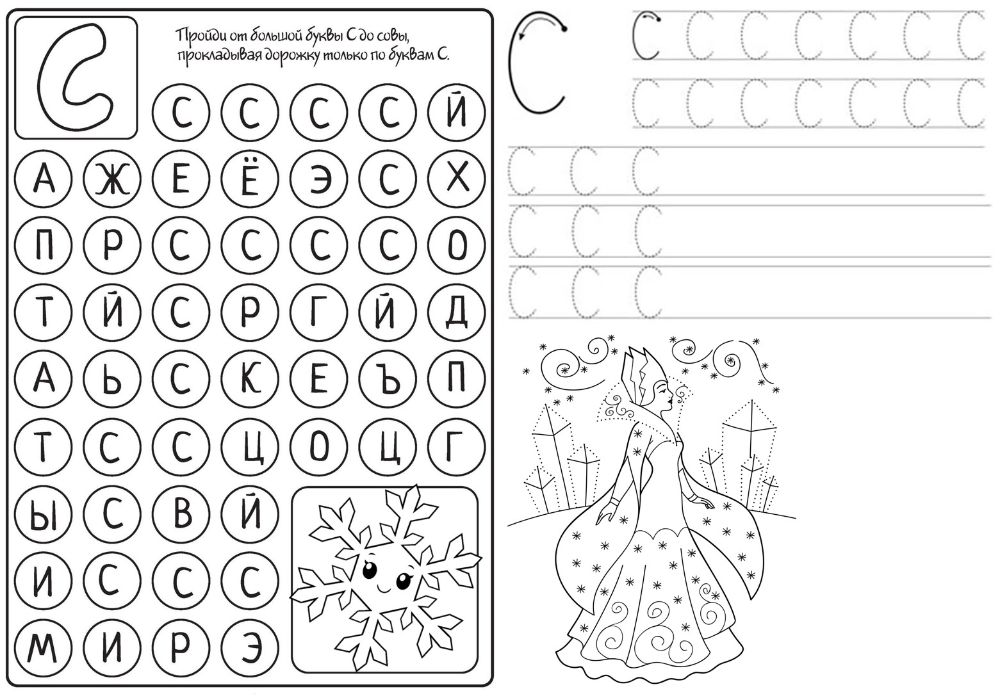 С
Пройди от большой буквы С до совы,
прокладывая дорожку только по буквам С.
С С С С Й
А Ж Е Ё Э С Х
П Р С С С С О
Т Й С Р Г Й Д
А Ь С К Е Ъ П
Т С С Ц О Ц Г
Ы С В Й
И С С С
М И Р Э
С
С С С С С С С
С С С С С С С
С С С
С С С
С С С